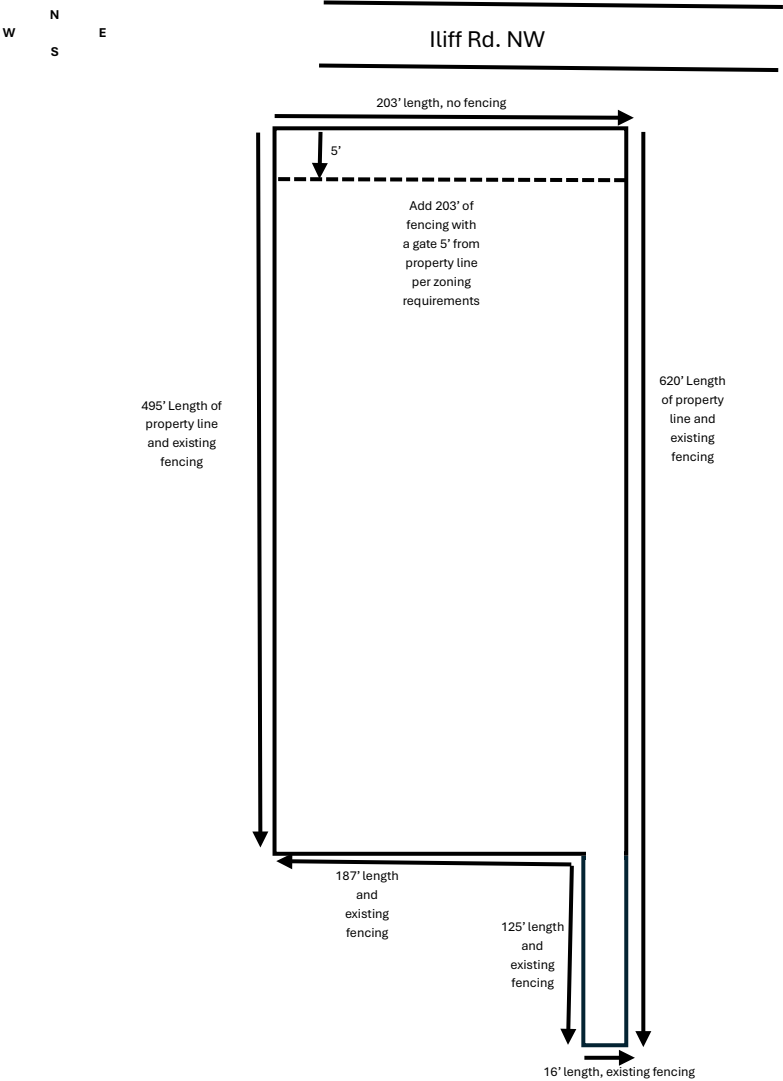 N
W E
S
Iliff Rd. NW
203’ length, no fencing
5’
Add 203’ of
fencing with
a gate 5’ from
property line
per zoning
requirements
495’ Length of
property line
and existing
fencing
620’ Length
of property
line and
existing
fencing
187’ length
and
existing
fencing
125’ length
and
existing
fencing
16’ length, existing fencing